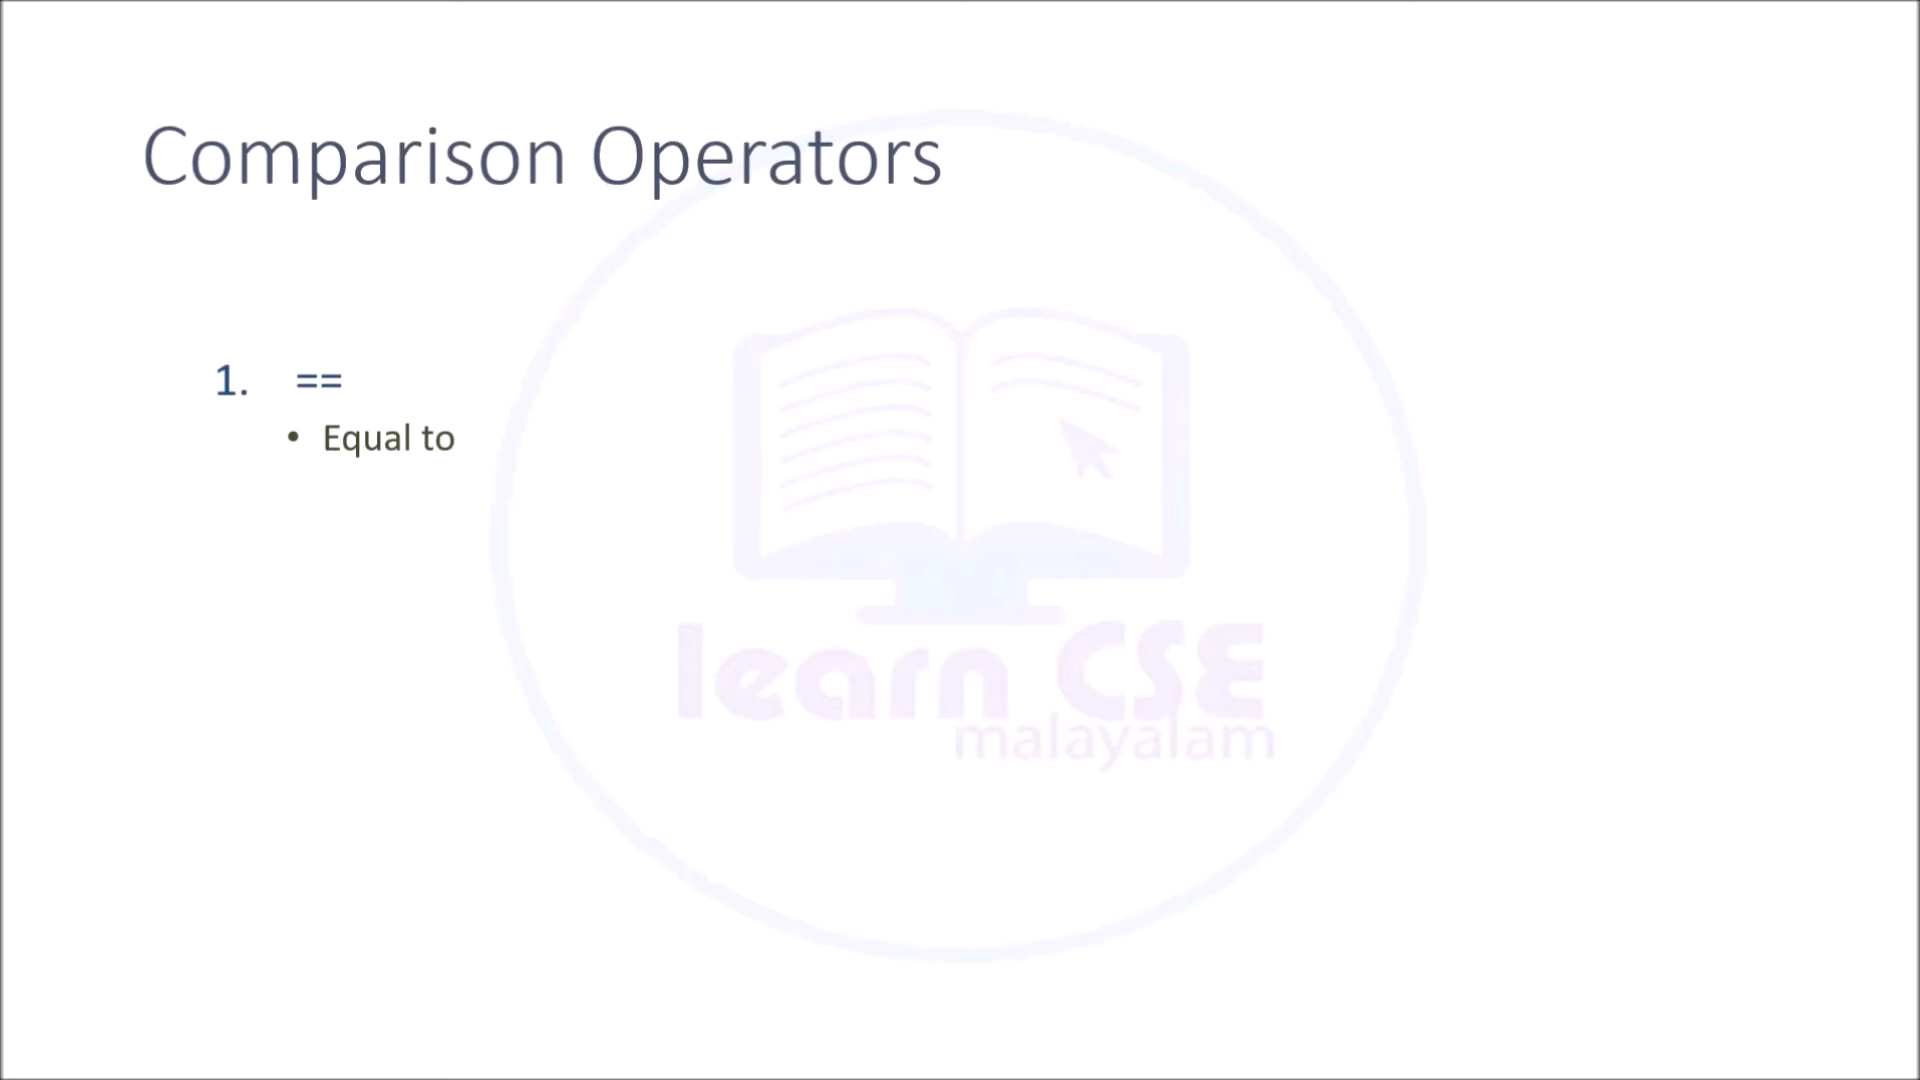 Comparison Operators
1. ==
• Equal to
learn CSE
malayalam